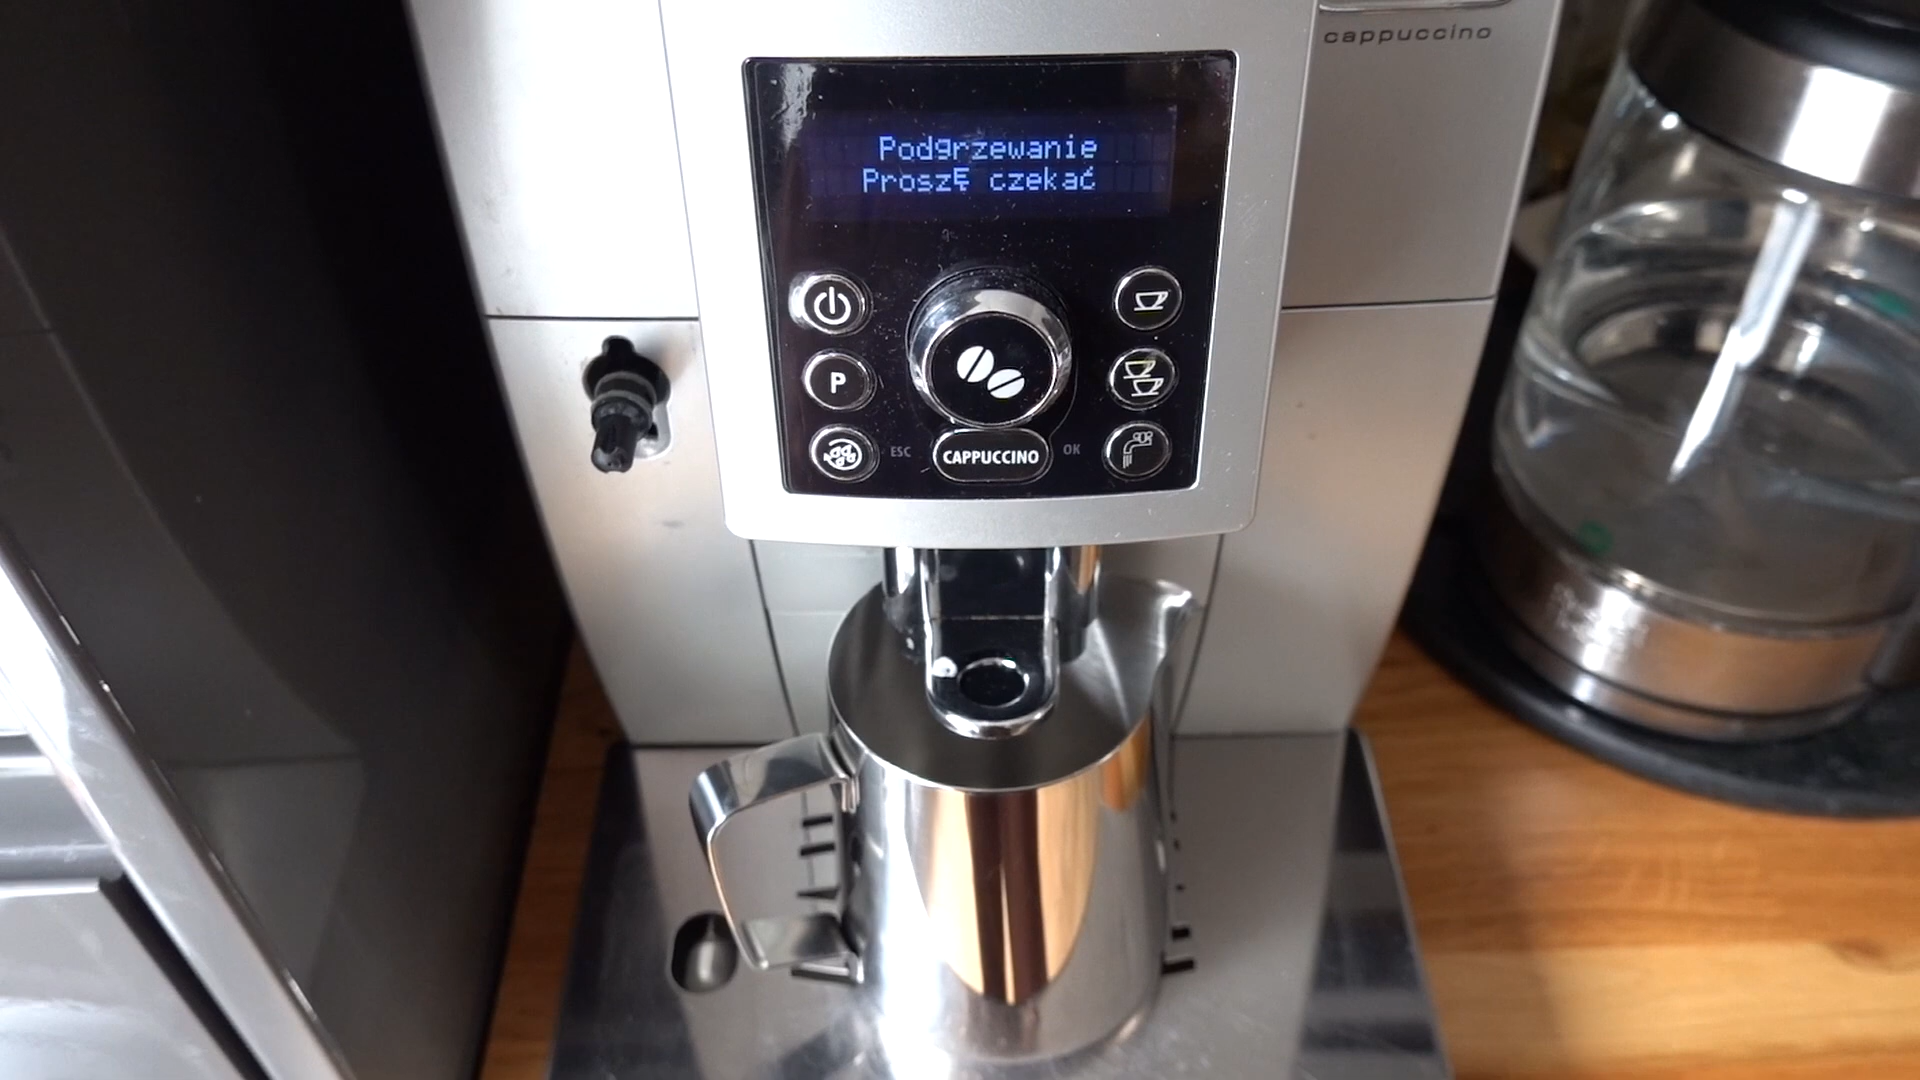 cappuccino
Podgrzewanie
ProszĘ czekać
P
ESC
CAPPUCCINO
OK